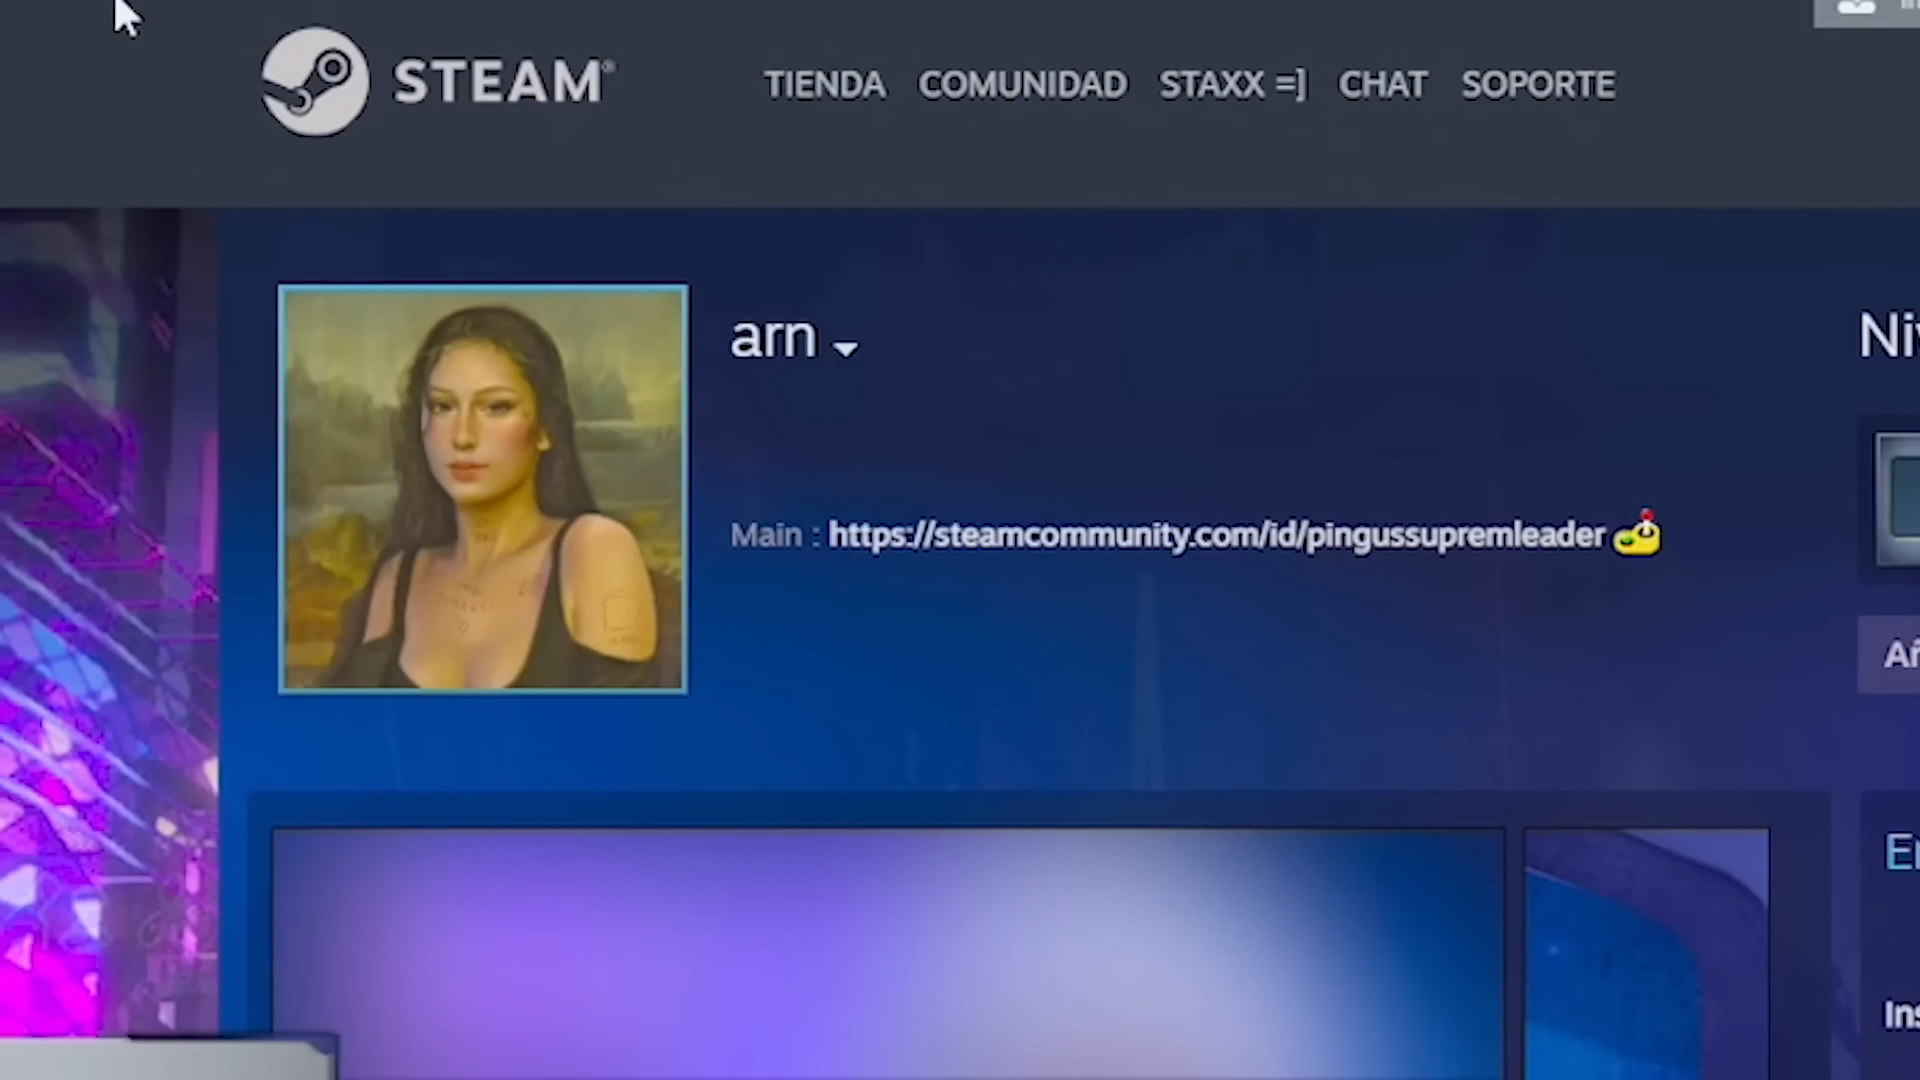 STEAM®
TIENDA COMUNIDAD STAXX =] CHAT SOPORTE
arn
Main : https://steamcommunity.com/id/pingussupremleader